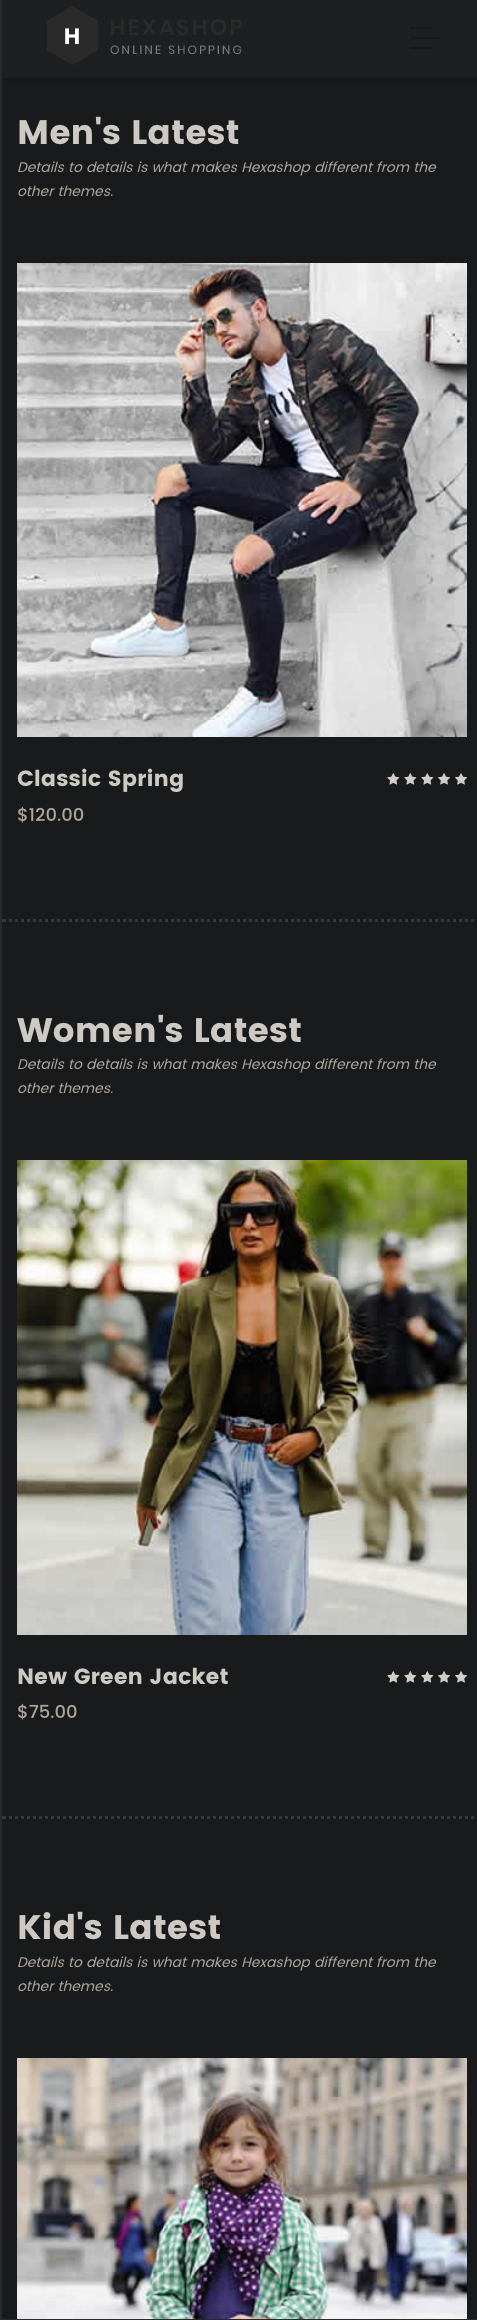 H
HEXASHOP
ONLINE SHOPPING
Men's Latest
Details to details is what makes Hexashop different from the
other themes.
Classic Spring
$120.00
Women's Latest
Details to details is what makes Hexashop different from the
other themes.
New Green Jacket
$75.00
Kid's Latest
Details to details is what makes Hexashop different from the
other themes.